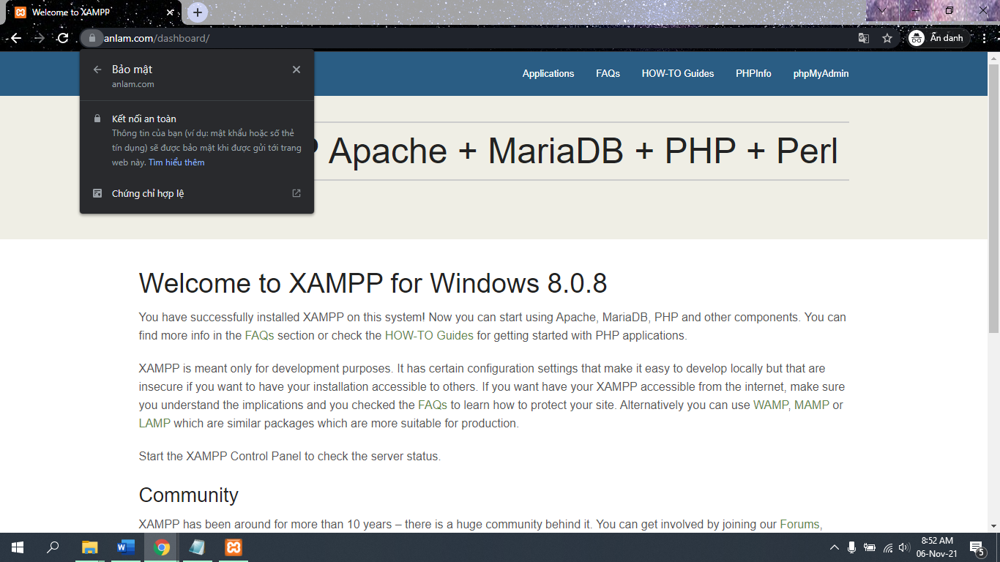 Welcome to XAMPP
anlam.com/dashboard/
Ẩn danh
Bảo mật
anlam.com
Kết nối an toàn
Thông tin của bạn (ví dụ: mật khẩu hoặc số thẻ
tín dụng) sẽ được bảo mật khi được gửi tới trang
web này. Tìm hiểu thêm
Chứng chỉ hợp lệ
Applications
FAQs
HOW-TO Guides
PHPInfo
phpMyAdmin
P Apache + MariaDB + PHP + Perl
Welcome to XAMPP for Windows 8.0.8
You have successfully installed XAMPP on this system! Now you can start using Apache, MariaDB, PHP and other components. You can
find more info in the FAQs section or check the HOW-TO Guides for getting started with PHP applications.
XAMPP is meant only for development purposes. It has certain configuration settings that make it easy to develop locally but that are
insecure if you want to have your installation accessible to others. If you want have your XAMPP accessible from the internet, make sure
you understand the implications and you checked the FAQs to learn how to protect your site. Alternatively you can use WAMP, MAMP or
LAMP which are similar packages which are more suitable for production.
Start the XAMPP Control Panel to check the server status.
Community
XAMPP has been around for more than 10 years – there is a huge community behind it. You can get involved by joining our Forums,
8:52 AM
06-Nov-21
5